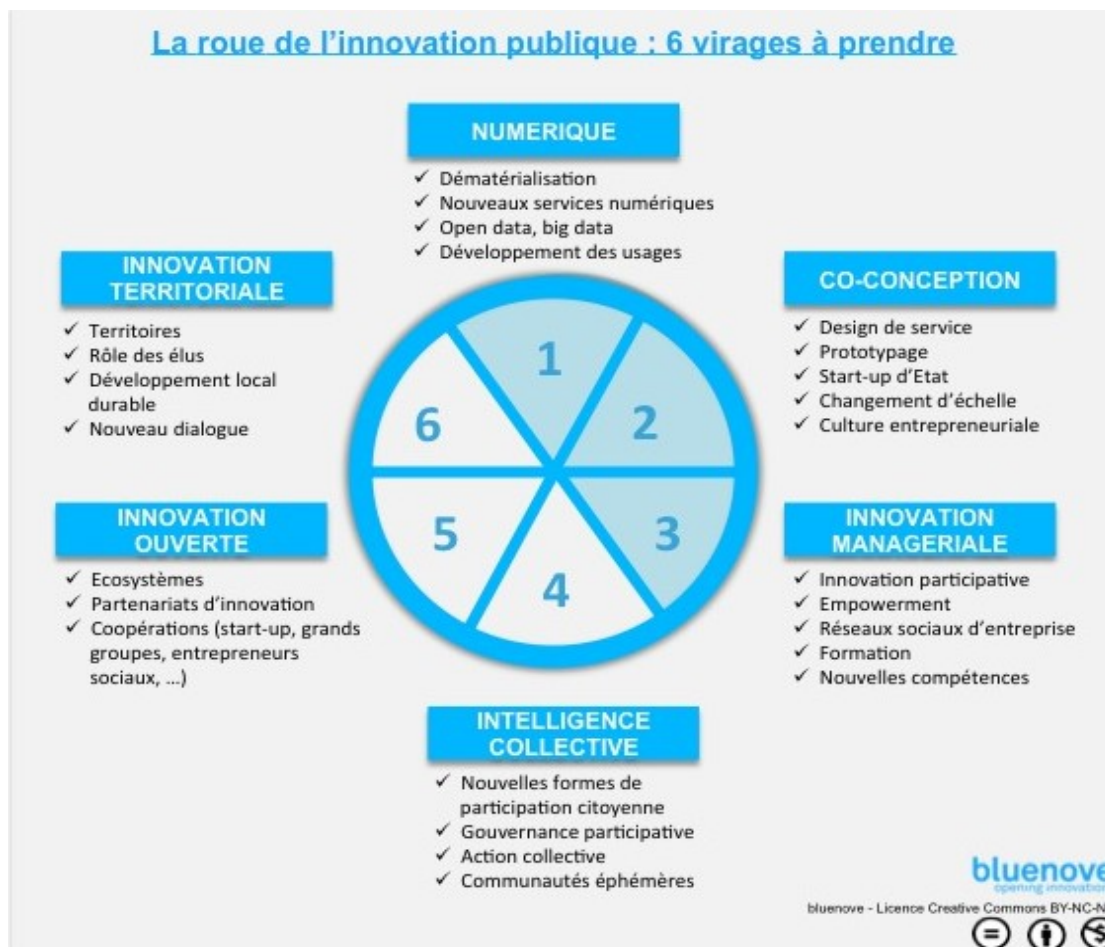 La roue de l’innovation publique : 6 virages à prendre
NUMERIQUE
✓ Dématérialisation
✓ Nouveaux services numériques
✓ Open data, big data
✓ Développement des usages
1
CO-CONCEPTION
✓ Design de service
✓ Prototypage
✓ Start-up d’Etat
✓ Changement d’échelle
✓ Culture entrepreneuriale
2
INNOVATION
MANAGERIALE
✓ Innovation participative
✓ Empowerment
✓ Réseaux sociaux d’entreprise
✓ Formation
✓ Nouvelles compétences
3
INTELLIGENCE
COLLECTIVE
✓ Nouvelles formes de
participation citoyenne
✓ Gouvernance participative
✓ Action collective
✓ Communautés éphémères
4
INNOVATION
OUVERTE
✓ Ecosystèmes
✓ Partenariats d’innovation
✓ Coopérations (start-up, grands
groupes, entrepreneurs
sociaux, …)
5
INNOVATION
TERRITORIALE
✓ Territoires
✓ Rôle des élus
✓ Développement local
durable
✓ Nouveau dialogue
6
bluenove
opening innovation
bluenove - Licence Creative Commons BY-NC-N